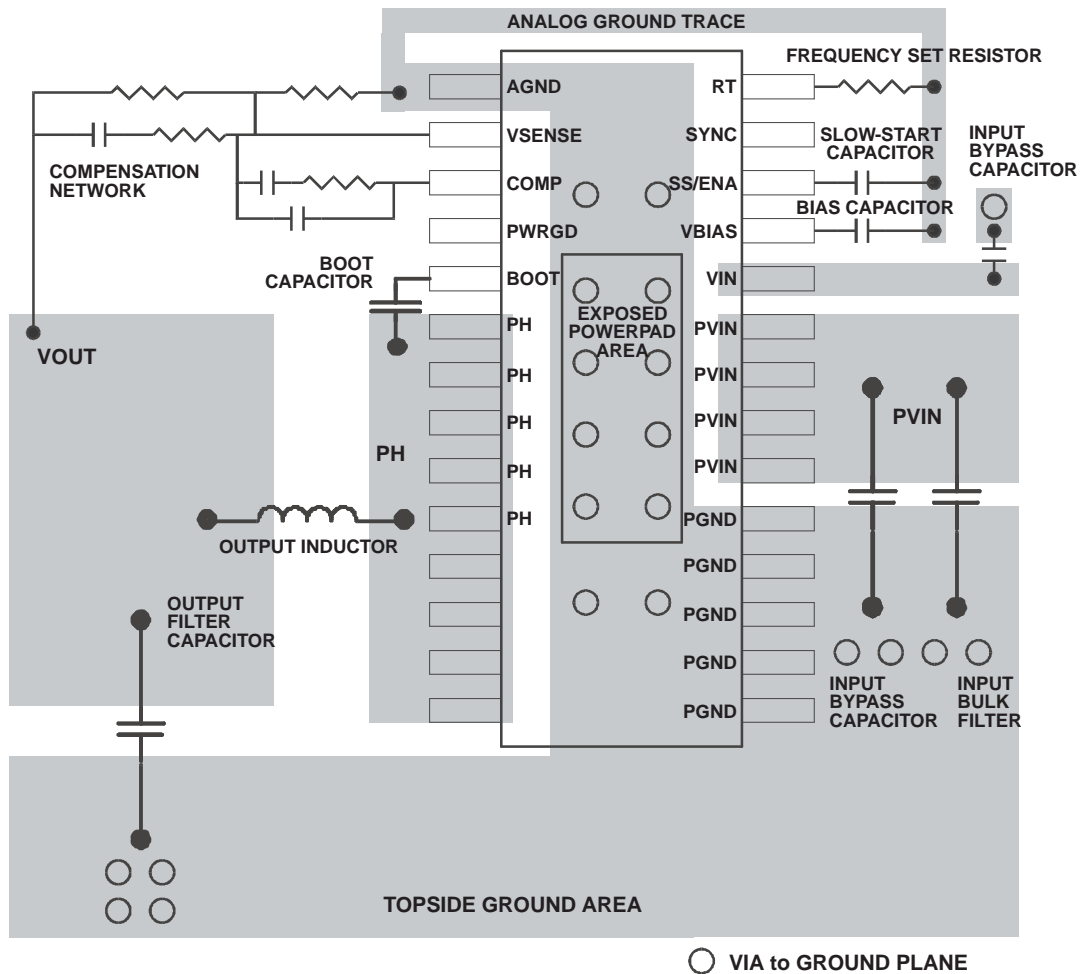 ANALOG GROUND TRACE
FREQUENCY SET RESISTOR
AGND
RT
VSENSE
SYNC
SLOW-START
CAPACITOR
INPUT
BYPASS
CAPACITOR
COMPENSATION
NETWORK
COMP
SS/ENA
BIAS CAPACITOR
PWRGD
VBIAS
BOOT
CAPACITOR
BOOT
VIN
EXPOSED
POWERPAD
AREA
PH
PVIN
VOUT
PH
PVIN
PVIN
PH
PVIN
PH
PH
PVIN
PH
PGND
OUTPUT INDUCTOR
PGND
OUTPUT
FILTER
CAPACITOR
PGND
PGND
INPUT
BYPASS
CAPACITOR
INPUT
BULK
FILTER
PGND
TOPSIDE GROUND AREA
VIA to GROUND PLANE